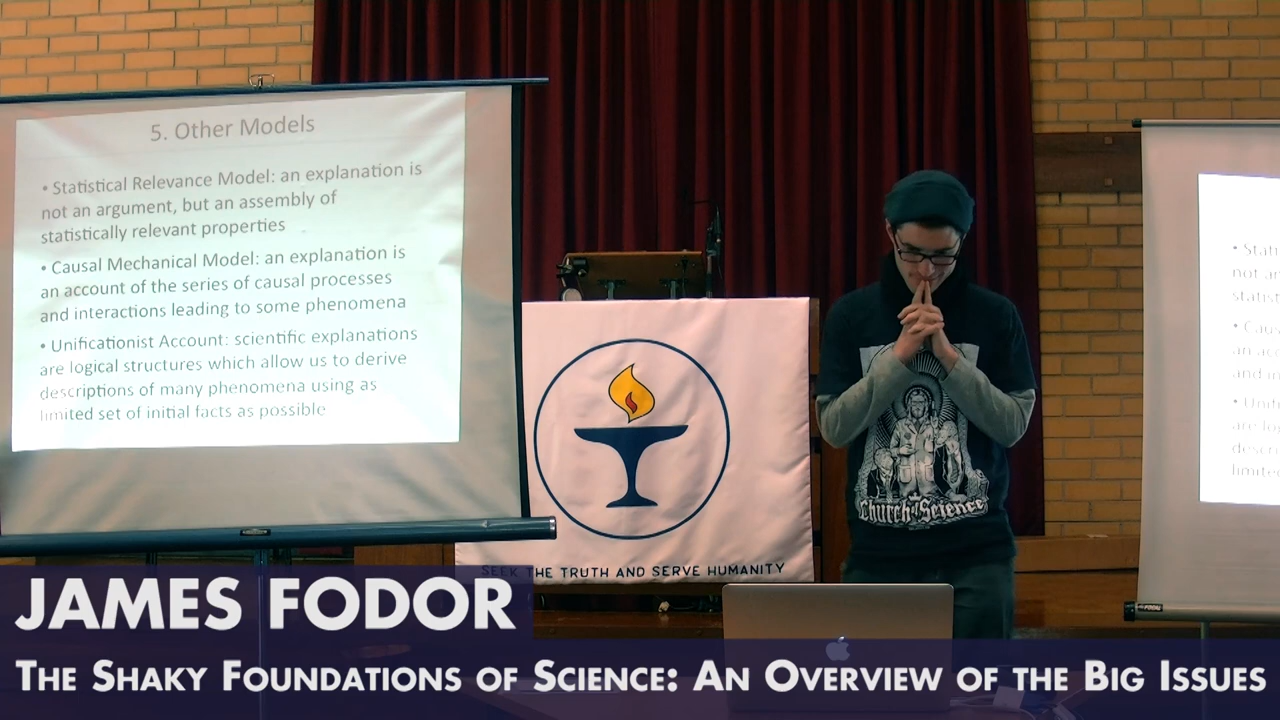 5. Other Models
• Statistical Relevance Model: an explanation is
not an argument, but an assembly of
statistically relevant properties
• Causal Mechanical Model: an explanation is
an account of the series of causal processes
and interactions leading to some phenomena
• Unificationist Account: scientific explanations
are logical structures which allow us to derive
descriptions of many phenomena using as
limited set of initial facts as possible
SEEK THE TRUTH AND SERVE HUMANITY
Church of Science
JAMES FODOR
THE SHAKY FOUNDATIONS OF SCIENCE: AN OVERVIEW OF THE BIG ISSUES